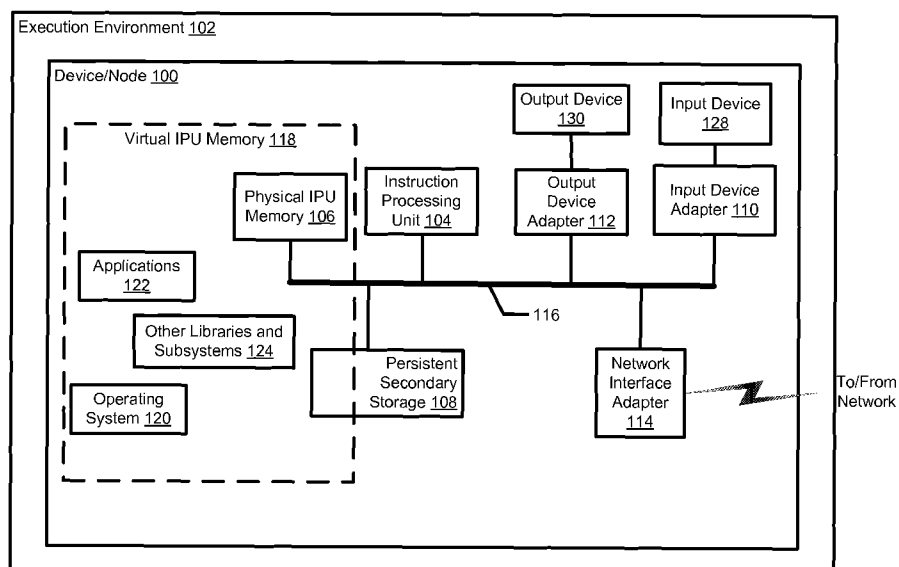 Execution Environment 102
Device/Node 100
Virtual IPU Memory 118
Output Device
130
Input Device
128
Physical IPU
Memory 106
Instruction
Processing
Unit 104
Output
Device
Adapter 112
Input Device
Adapter 110
Applications
122
116
Other Libraries and
Subsystems 124
Persistent
Secondary
Storage 108
Network
Interface
Adapter
114
To/From
Network
Operating
System 120